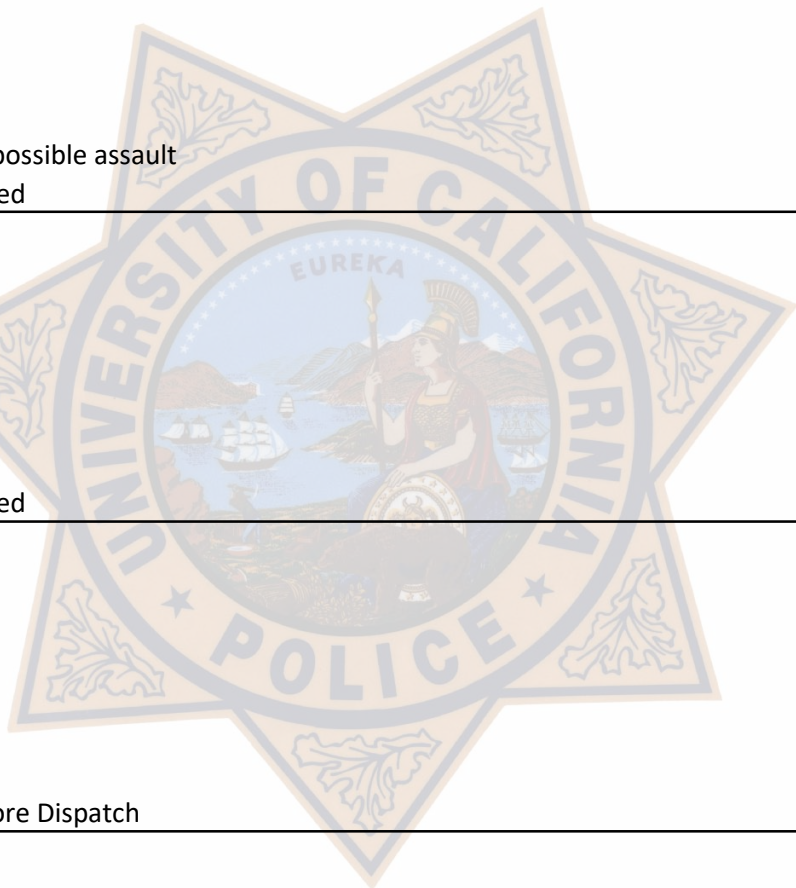 possible assault
ed
UNIVERSITY OF CALIFORNIA
EUREKA
ed
POLICE
ore Dispatch